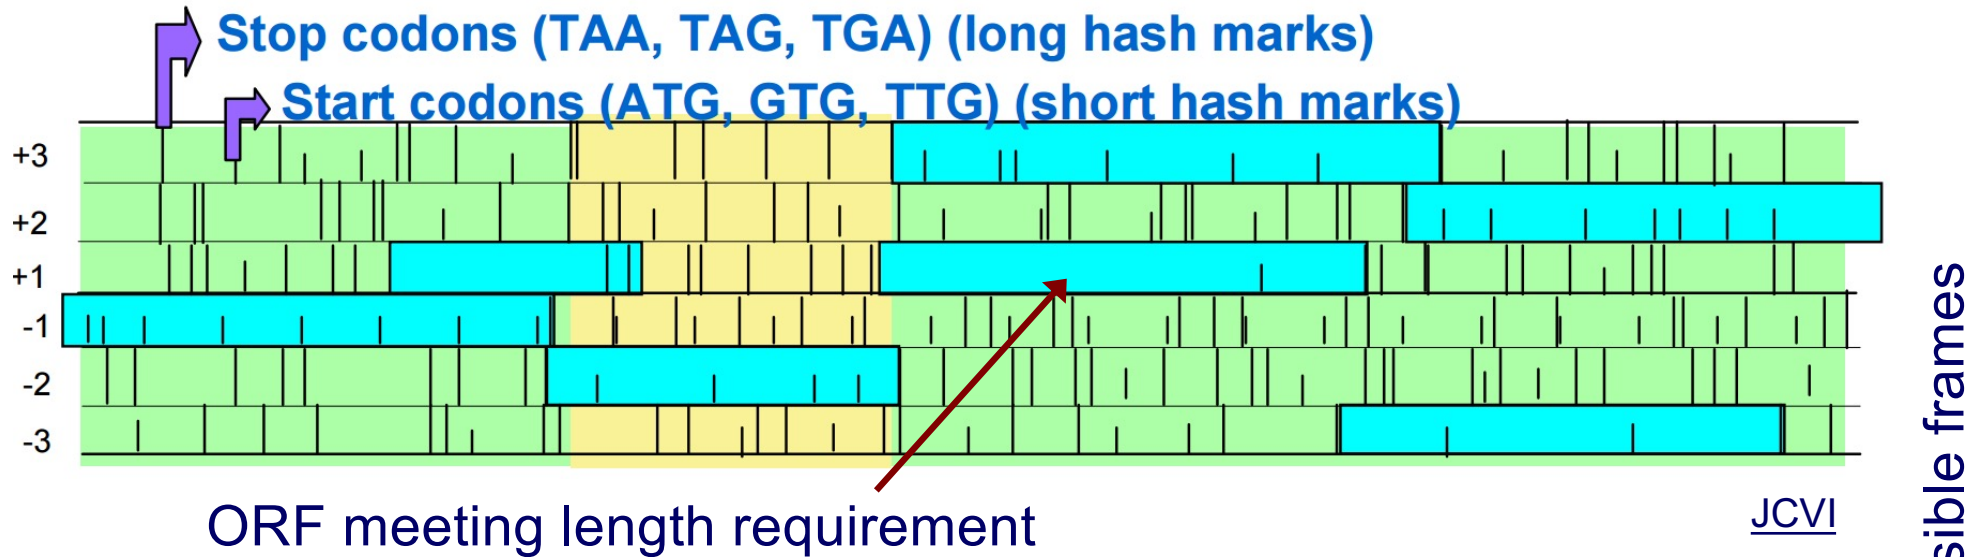 Stop codons (TAA, TAG, TGA) (long hash marks)
Start codons (ATG, GTG, TTG) (short hash marks)
+3
+2
+1
-1
-2
-3
ORF meeting length requirement
JCVI
frames